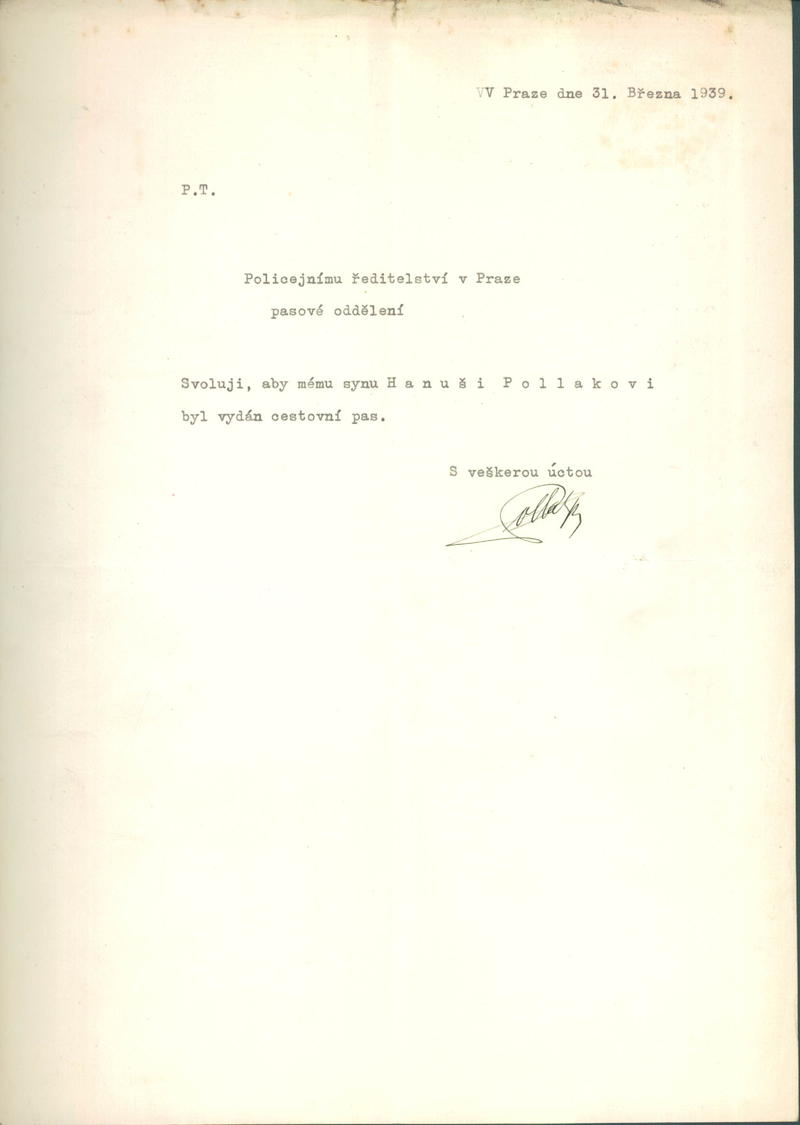 VV Praze dne 31. Března 1939.
P.T.
Policejnímu ředitelství v Praze
pasové oddělení
Svoluji, aby mému synu H a n u š i P o l l a k o v i
byl vydán cestovní pas.
S veškerou úctou